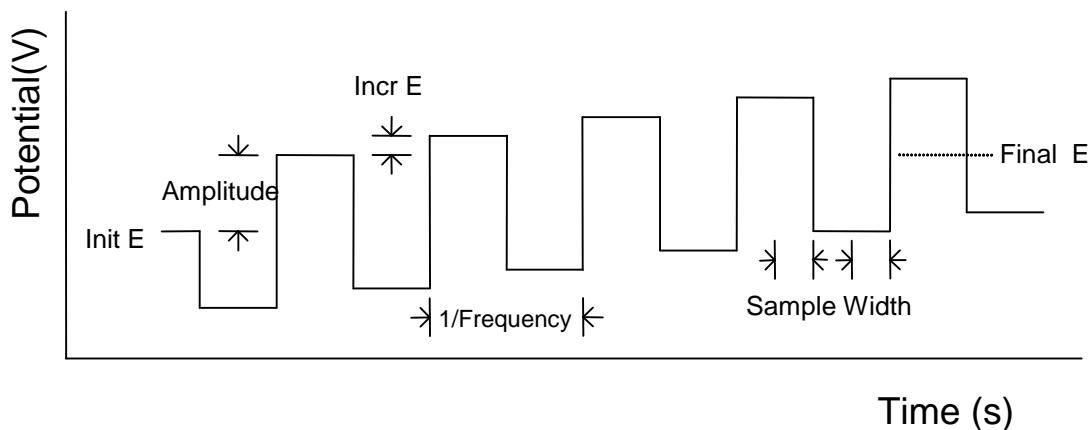 Potential(V)
Incr E
Amplitude
Init E
Final E
Sample Width
1/Frequency
Time (s)